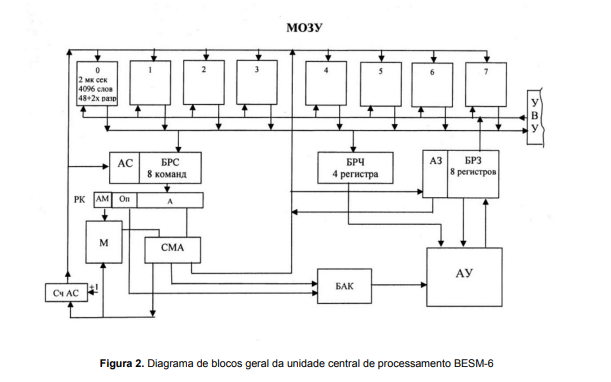 МОЗУ
0
2 мк сек
4096 слов
48+2х разр
1
2
3
4
5
6
7
У
В
У
АС
БРС
8 команд
БРЧ
4 регистра
АЗ
БРЗ
8 регистров
РК
АМ
Оп
А
М
СМА
Сч АС
+1
БАК
АУ
Figura 2. Diagrama de blocos geral da unidade central de processamento BESM-6